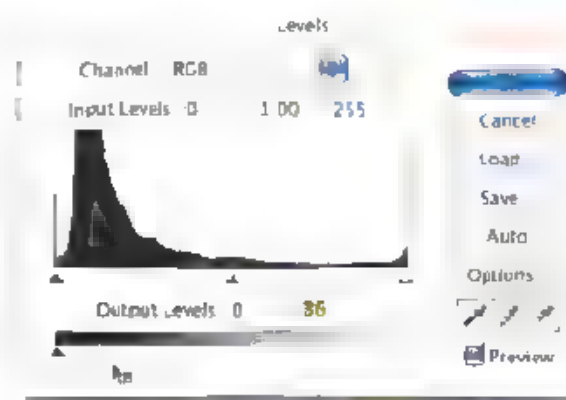 Levels
Channel RGB
Input Levels 0 1.00 255
Cancel
Load
Save
Auto
Options
Output Levels 0
Preview